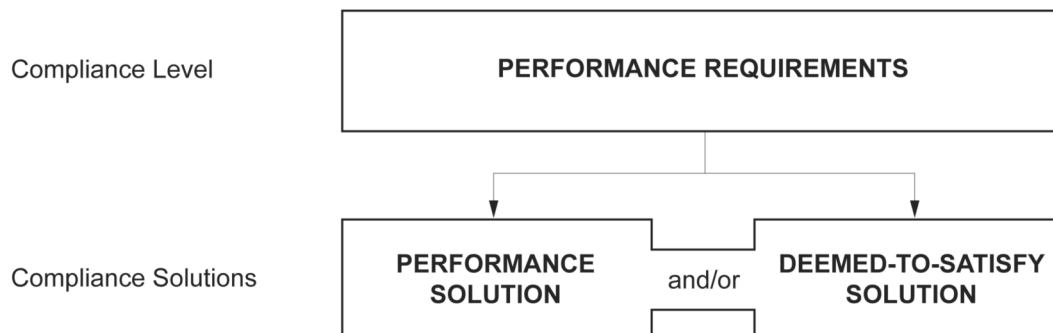 Compliance Level
PERFORMANCE REQUIREMENTS
Compliance Solutions
PERFORMANCE
SOLUTION
and/or
DEEMED-TO-SATISFY
SOLUTION